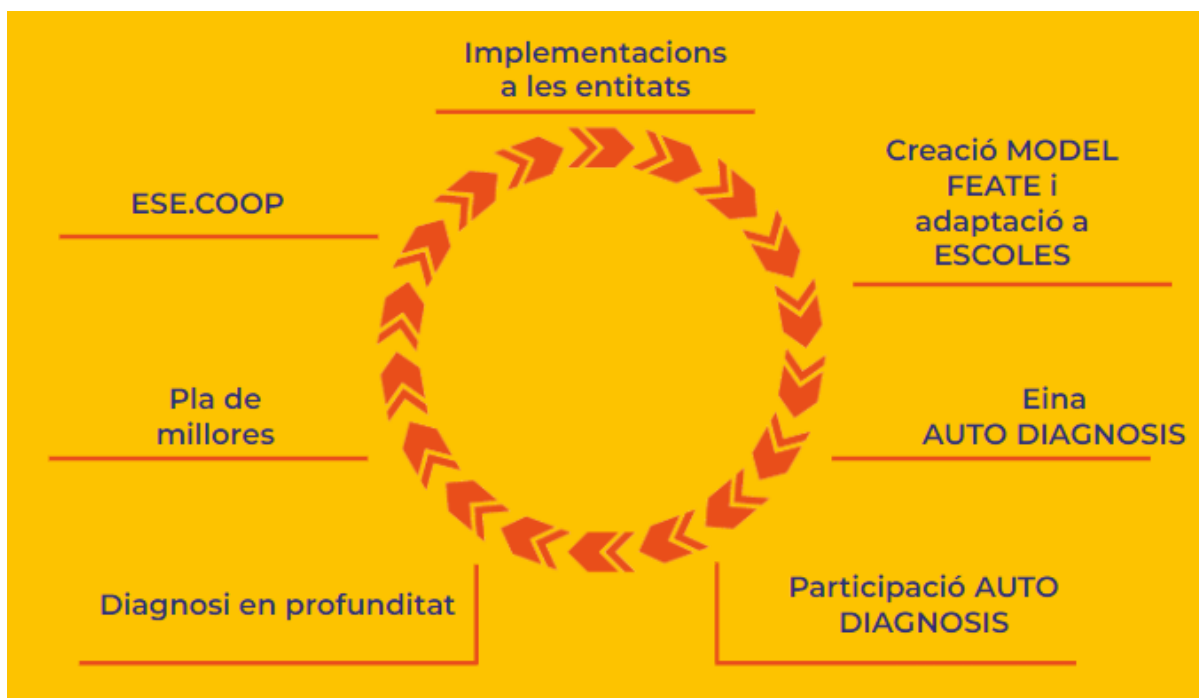 Implementacions
a les entitats
Creació MODEL
FEATE i
adaptació a
ESCOLES
ESE.COOP
Pla de
millores
Eina
AUTO DIAGNOSIS
Diagnosi en profunditat
Participació AUTO
DIAGNOSIS